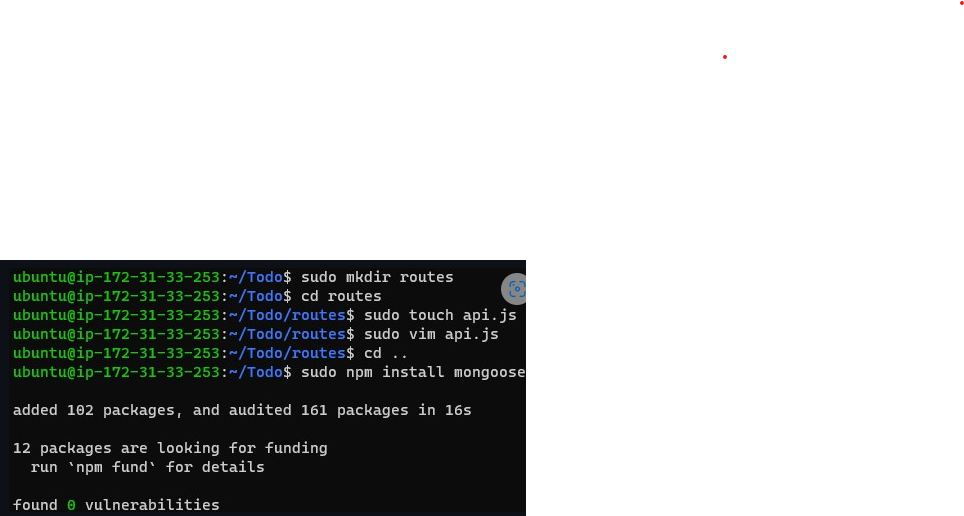 ubuntu@ip-172-31-33-253:~/Todo$ sudo mkdir routes
ubuntu@ip-172-31-33-253:~/Todo$ cd routes
ubuntu@ip-172-31-33-253:~/Todo/routes$ sudo touch api.js
ubuntu@ip-172-31-33-253:~/Todo/routes$ sudo vim api.js
ubuntu@ip-172-31-33-253:~/Todo/routes$ cd ..
ubuntu@ip-172-31-33-253:~/Todo$ sudo npm install mongoose
added 102 packages, and audited 161 packages in 16s
12 packages are looking for funding
run `npm fund` for details
found 0 vulnerabilities